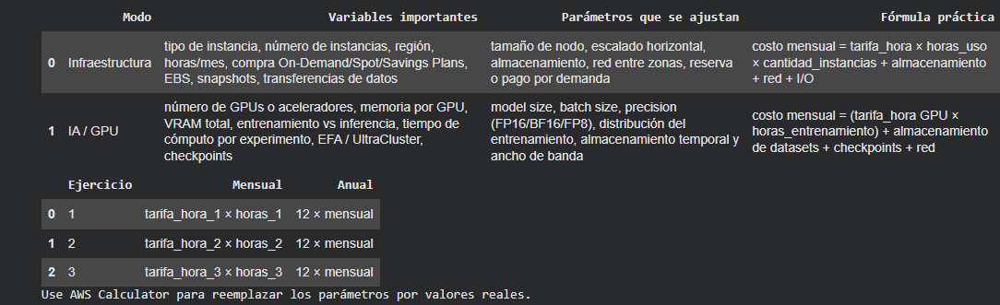 Modo Variables importantes Parámetros que se ajustan Fórmula práctica
tipo de instancia, número de instancias, región, tamaño de nodo, escalado horizontal, costo mensual = tarifa_hora × horas_uso
0 Infraestructura horas/mes, compra On-Demand/Spot/Savings Plans, almacenamiento, red entre zonas, reserva × cantidad_instancias + almacenamiento
EBS, snapshots, transferencias de datos o pago por demanda + red + I/O
número de GPUs o aceleradores, memoria por GPU, model size, batch size, precision
1 IA / GPU VRAM total, entrenamiento vs inferencia, tiempo de (FP16/BF16/FP8), distribución del costo mensual = (tarifa_hora GPU ×
cómputo por experimento, EFA / UltraCluster, entrenamiento, almacenamiento temporal y horas_entrenamiento) + almacenamiento
checkpoints ancho de banda de datasets + checkpoints + red
Ejercicio Mensual Anual
0 1 tarifa_hora_1 × horas_1 12 × mensual
1 2 tarifa_hora_2 × horas_2 12 × mensual
2 3 tarifa_hora_3 × horas_3 12 × mensual
Use AWS Calculator para reemplazar los parámetros por valores reales.